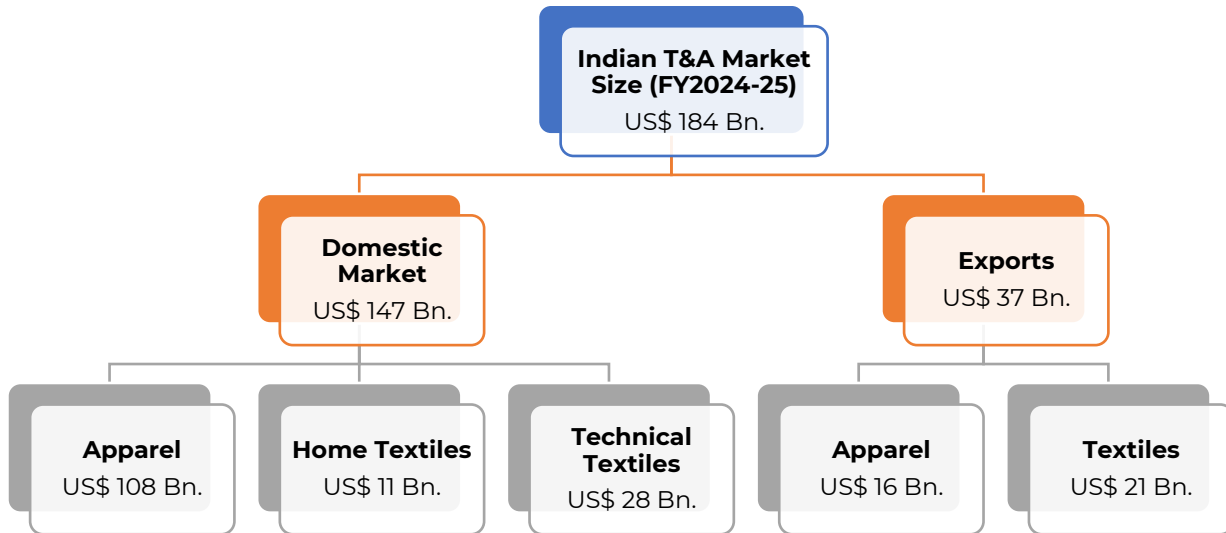 Indian T&A Market
Size (FY2024-25)
US$ 184 Bn.
Domestic
Market
US$ 147 Bn.
Exports
US$ 37 Bn.
Apparel
US$ 108 Bn.
Home Textiles
US$ 11 Bn.
Technical
Textiles
US$ 28 Bn.
Apparel
US$ 16 Bn.
Textiles
US$ 21 Bn.